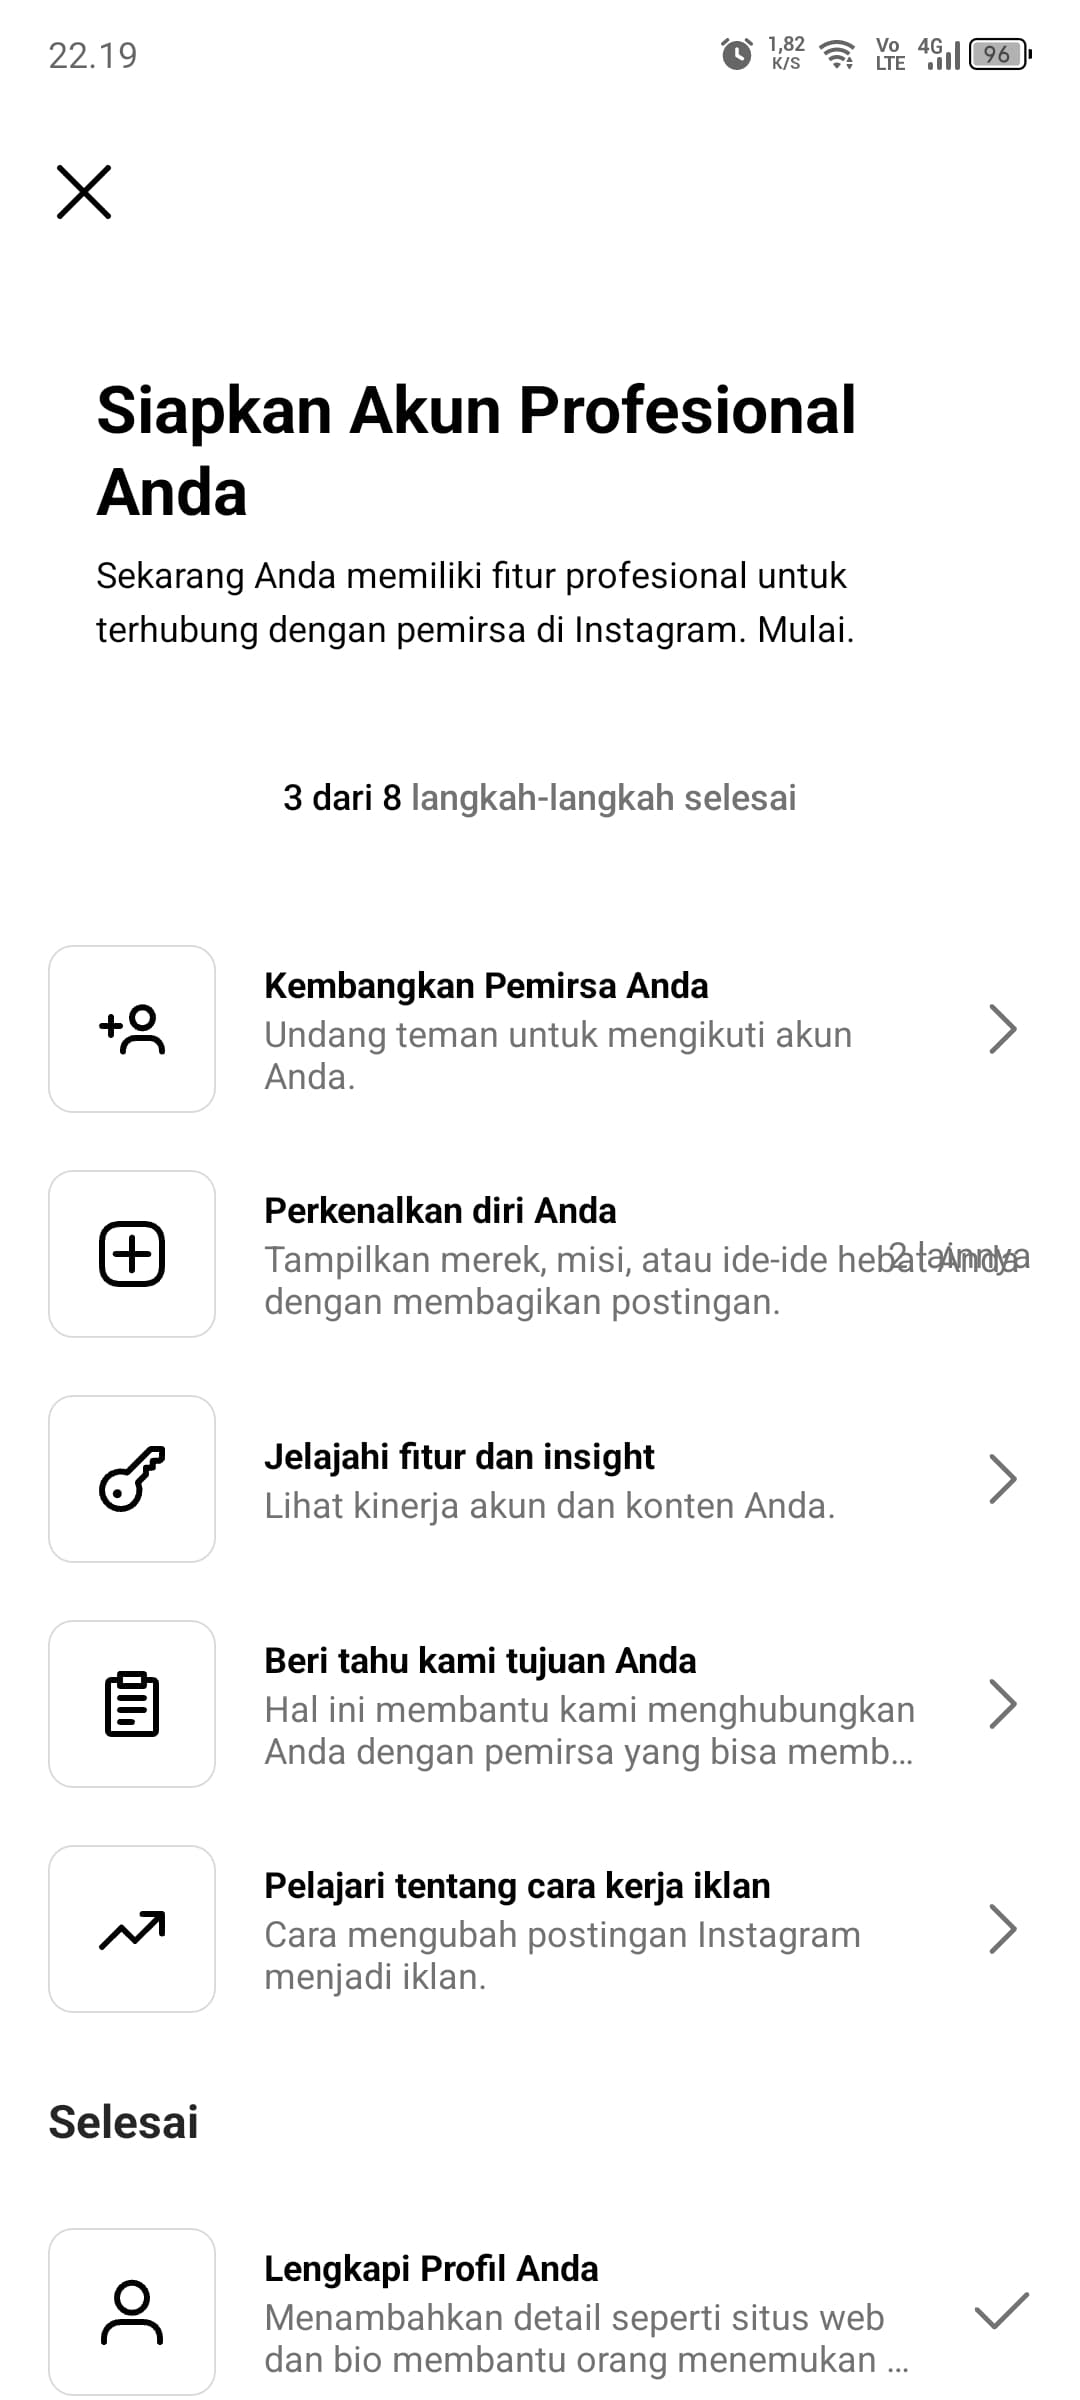 22.19
1,82
K/S
Vo
LTE
4G
96
Siapkan Akun Profesional
Anda
Sekarang Anda memiliki fitur profesional untuk
terhubung dengan pemirsa di Instagram. Mulai.
3 dari 8 langkah-langkah selesai
Kembangkan Pemirsa Anda
Undang teman untuk mengikuti akun
Anda.
Perkenalkan diri Anda
Tampilkan merek, misi, atau ide-ide hebat Anda
2 lainnya
dengan membagikan postingan.
Jelajahi fitur dan insight
Lihat kinerja akun dan konten Anda.
Beri tahu kami tujuan Anda
Hal ini membantu kami menghubungkan
Anda dengan pemirsa yang bisa memb...
Pelajari tentang cara kerja iklan
Cara mengubah postingan Instagram
menjadi iklan.
Selesai
Lengkapi Profil Anda
Menambahkan detail seperti situs web
dan bio membantu orang menemukan ...